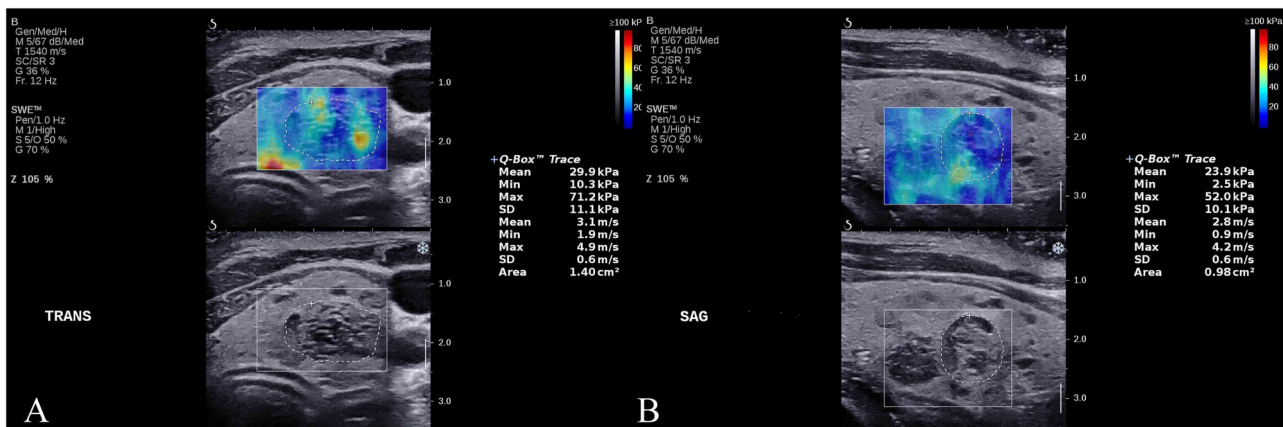 B
Gen/Med/H
M 5/67 dB/Med
T 1540 m/s
SC/SR 3
G 36 %
Fr. 12 Hz
SWE™
Pen/1.0 Hz
M 1/High
S 5/O 50 %
G 70 %
Z 105 %
TRANS
A
S
≥100 kP
80
60
40
20
1.0
2.0
3.0
+Q-Box™ Trace
Mean 29.9 kPa
Min 10.3 kPa
Max 71.2 kPa
SD 11.1 kPa
Mean 3.1 m/s
Min 1.9 m/s
Max 4.9 m/s
SD 0.6 m/s
Area 1.40 cm²
S
1.0
2.0
3.0
B
Gen/Med/H
M 5/67 dB/Med
T 1540 m/s
SC/SR 3
G 36 %
Fr. 12 Hz
SWE™
Pen/1.0 Hz
M 1/High
S 5/O 50 %
G 70 %
Z 105 %
SAG
B
S
≥100 kPa
80
60
40
20
1.0
2.0
3.0
+Q-Box™ Trace
Mean 23.9 kPa
Min 2.5 kPa
Max 52.0 kPa
SD 10.1 kPa
Mean 2.8 m/s
Min 0.9 m/s
Max 4.2 m/s
SD 0.6 m/s
Area 0.98 cm²
S
1.0
2.0
3.0